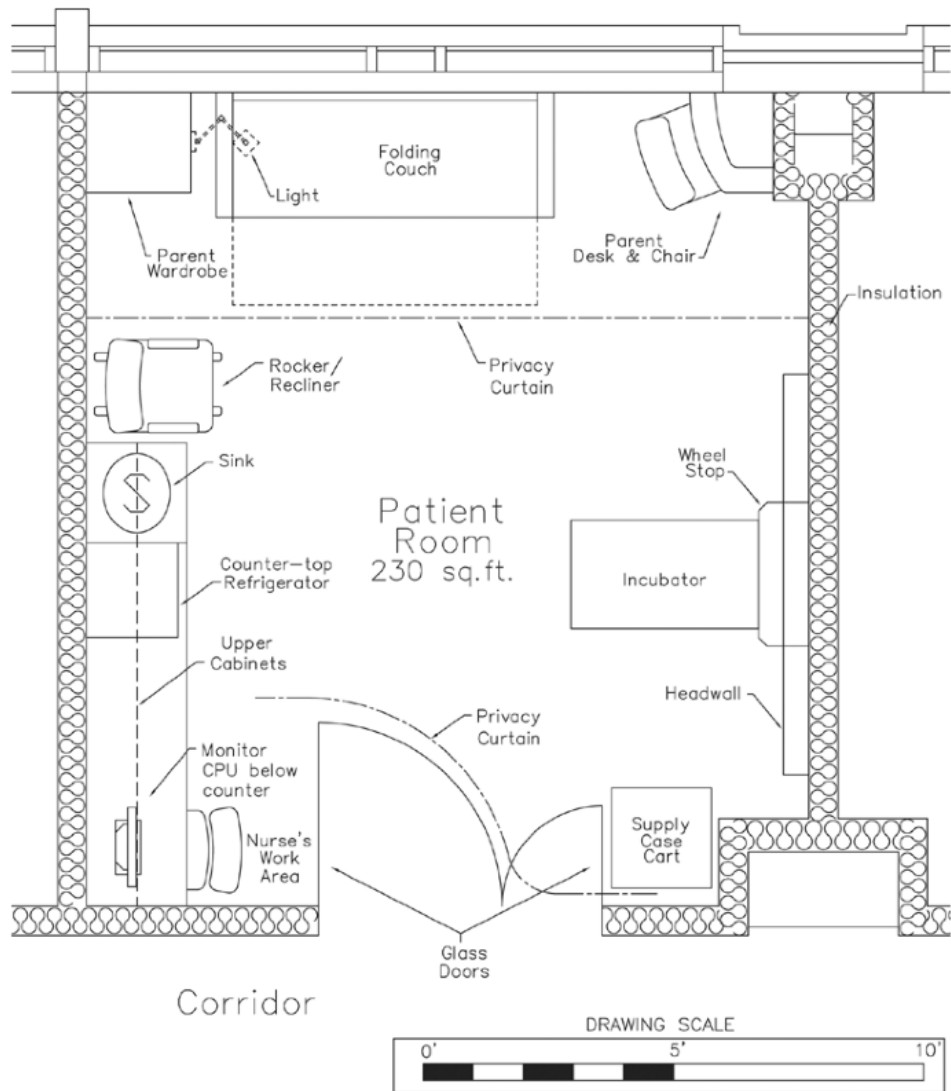 Folding
Couch
Light
Parent
Wardrobe
Parent
Desk & Chair
Insulation
Privacy
Curtain
Rocker/
Recliner
Sink
S
Wheel
Stop
Patient
Room
230 sq.ft.
Counter-top
Refrigerator
Incubator
Upper
Cabinets
Headwall
Privacy
Curtain
Monitor
CPU below
counter
Nurse's
Work
Area
Supply
Case
Cart
Glass
Doors
Corridor
DRAWING SCALE
0' 5' 10'